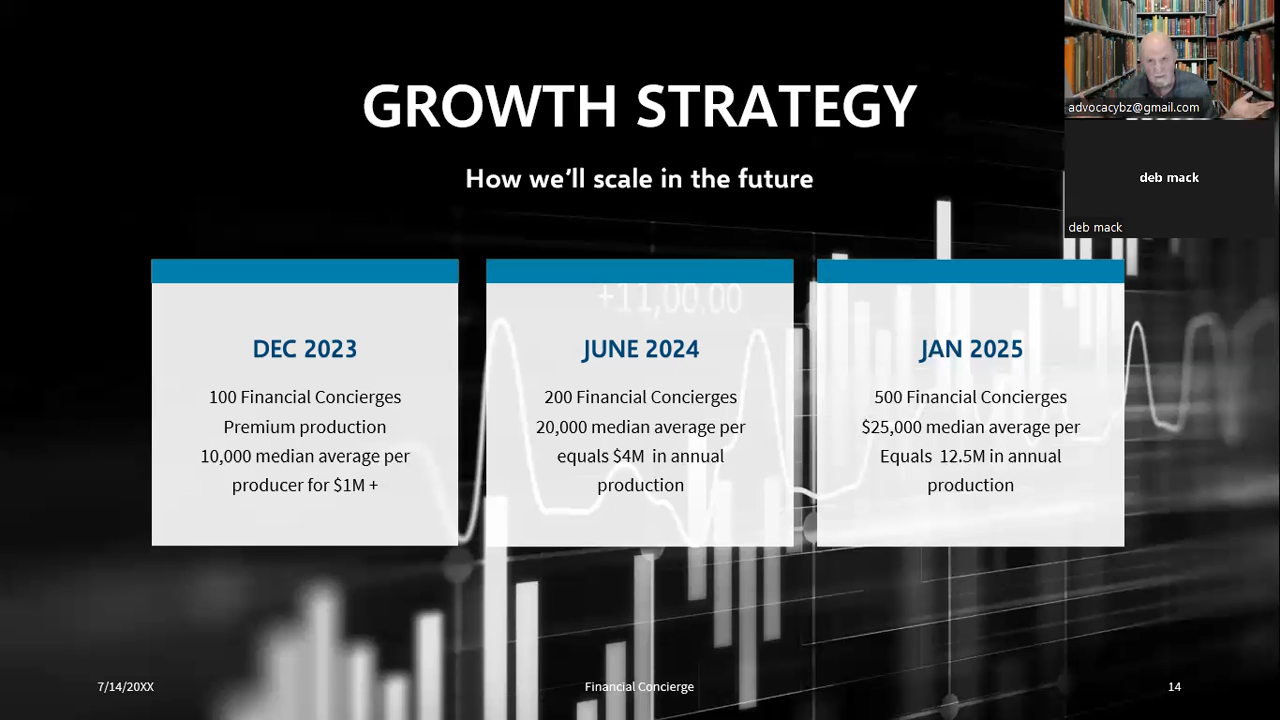 GROWTH STRATEGY
How we'll scale in the future
advocacybz@gmail.com
deb mack
deb mack
+11,00.00
DEC 2023
100 Financial Concierges
Premium production
10,000 median average per
producer for $1M +
JUNE 2024
200 Financial Concierges
20,000 median average per
equals $4M in annual
production
JAN 2025
500 Financial Concierges
$25,000 median average per
Equals 12.5M in annual
production
7/14/20XX
Financial Concierge
14